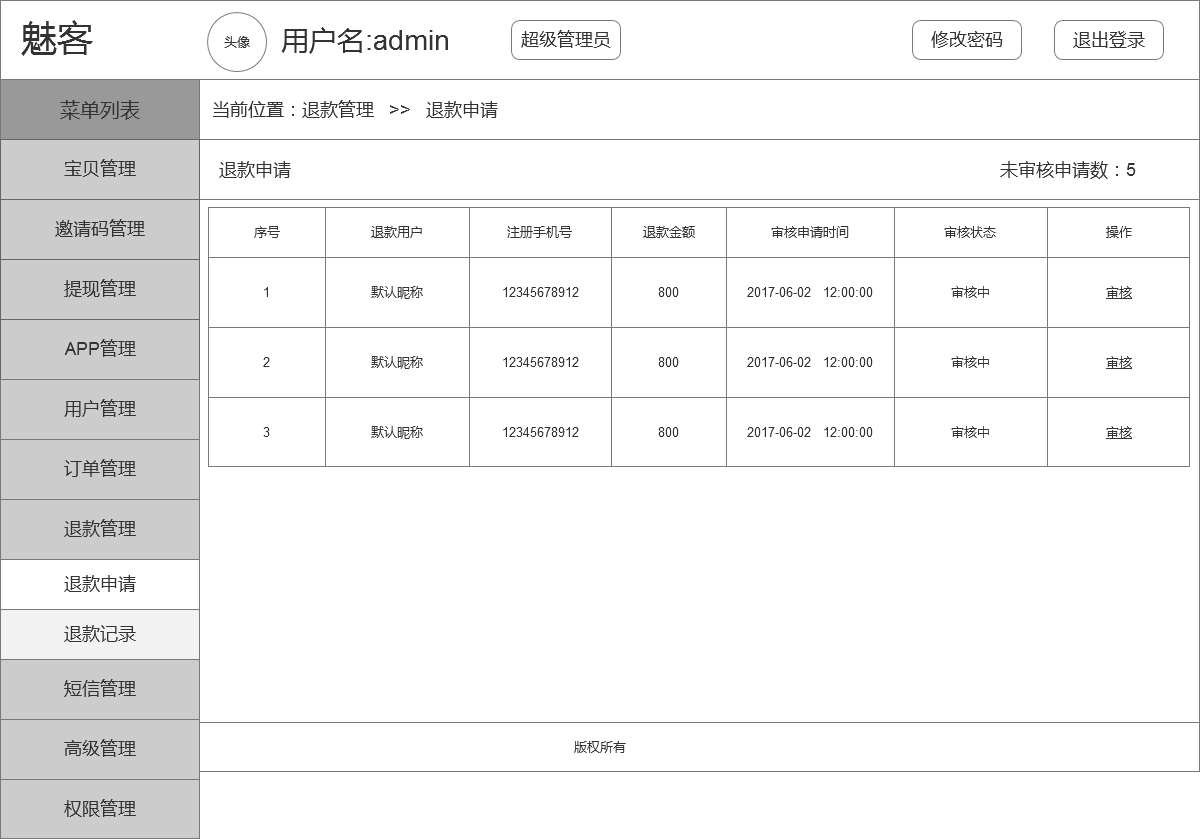 魅客
头像
用户名:admin
超级管理员
修改密码
退出登录
菜单列表
当前位置：退款管理 >> 退款申请
宝贝管理
邀请码管理
提现管理
APP管理
用户管理
订单管理
退款管理
退款申请
退款记录
短信管理
高级管理
权限管理
退款申请
未审核申请数：5
序号 退款用户 注册手机号 退款金额 审核申请时间 审核状态 操作
1 默认昵称 12345678912 800 2017-06-02 12:00:00 审核中 审核
2 默认昵称 12345678912 800 2017-06-02 12:00:00 审核中 审核
3 默认昵称 12345678912 800 2017-06-02 12:00:00 审核中 审核
版权所有